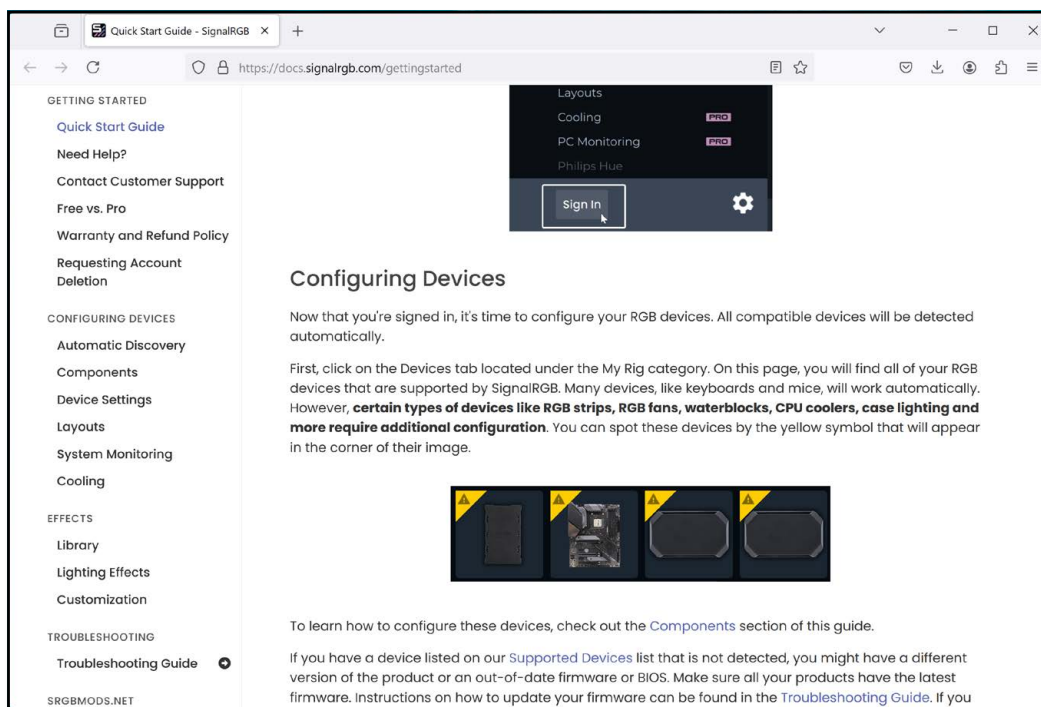 Quick Start Guide - SignalRGB
https://docs.signalrgb.com/gettingstarted
GETTING STARTED
Quick Start Guide
Need Help?
Contact Customer Support
Free vs. Pro
Warranty and Refund Policy
Requesting Account
Deletion
CONFIGURING DEVICES
Automatic Discovery
Components
Device Settings
Layouts
System Monitoring
Cooling
EFFECTS
Library
Lighting Effects
Customization
TROUBLESHOOTING
Troubleshooting Guide
SRGBMODS.NET
Layouts
Cooling PRO
PC Monitoring PRO
Philips Hue
Sign In
Configuring Devices
Now that you're signed in, it's time to configure your RGB devices. All compatible devices will be detected
automatically.
First, click on the Devices tab located under the My Rig category. On this page, you will find all of your RGB
devices that are supported by SignalRGB. Many devices, like keyboards and mice, will work automatically.
However, certain types of devices like RGB strips, RGB fans, waterblocks, CPU coolers, case lighting and
more require additional configuration. You can spot these devices by the yellow symbol that will appear
in the corner of their image.
To learn how to configure these devices, check out the Components section of this guide.
If you have a device listed on our Supported Devices list that is not detected, you might have a different
version of the product or an out-of-date firmware or BIOS. Make sure all your products have the latest
firmware. Instructions on how to update your firmware can be found in the Troubleshooting Guide. If you